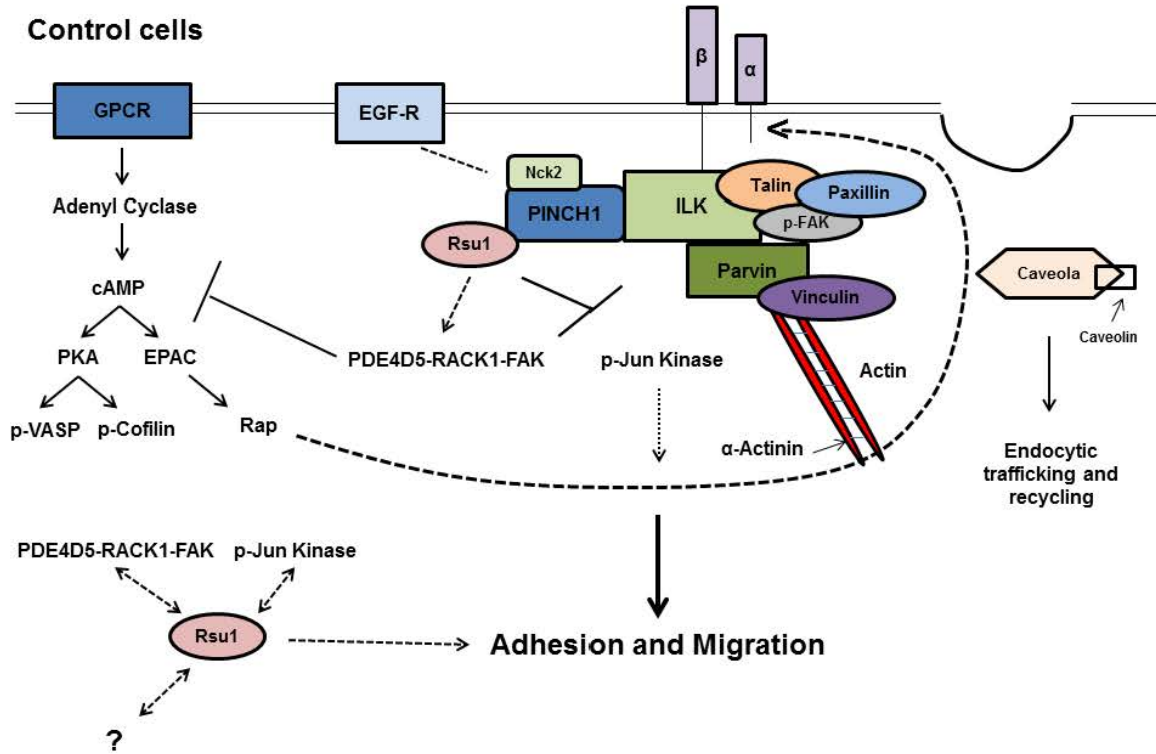 Control cells
β
α
GPCR
EGF-R
Nck2
Talin
Paxillin
Adenyl Cyclase
PINCH1
ILK
p-FAK
Rsu1
Parvin
Caveola
cAMP
Vinculin
Caveolin
PKA
EPAC
PDE4D5-RACK1-FAK
p-Jun Kinase
Actin
p-VASP
p-Cofilin
Rap
α-Actinin
Endocytic
trafficking and
recycling
PDE4D5-RACK1-FAK
p-Jun Kinase
Rsu1
Adhesion and Migration
?